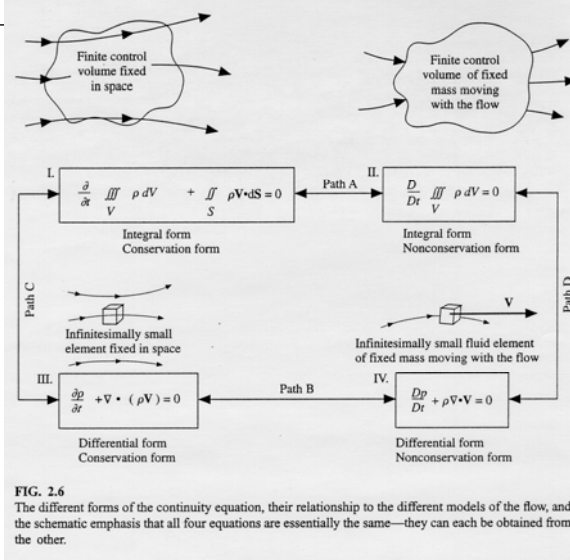 Finite control
volume fixed
in space
Finite control
volume of fixed
mass moving
with the flow
I.
∂/∂t ∭ ρ dV + ∬ ρV•dS = 0
V S
Path A
II.
D/Dt ∭ ρ dV = 0
V
Integral form
Conservation form
Integral form
Nonconservation form
Path C
Path D
Infinitesimally small
element fixed in space
V
Infinitesimally small fluid element
of fixed mass moving with the flow
III.
∂ρ/∂t + ∇ • (ρV) = 0
Path B
IV.
Dρ/Dt + ρ∇•V = 0
Differential form
Conservation form
Differential form
Nonconservation form
FIG. 2.6
The different forms of the continuity equation, their relationship to the different models of the flow, and
the schematic emphasis that all four equations are essentially the same—they can each be obtained from
the other.